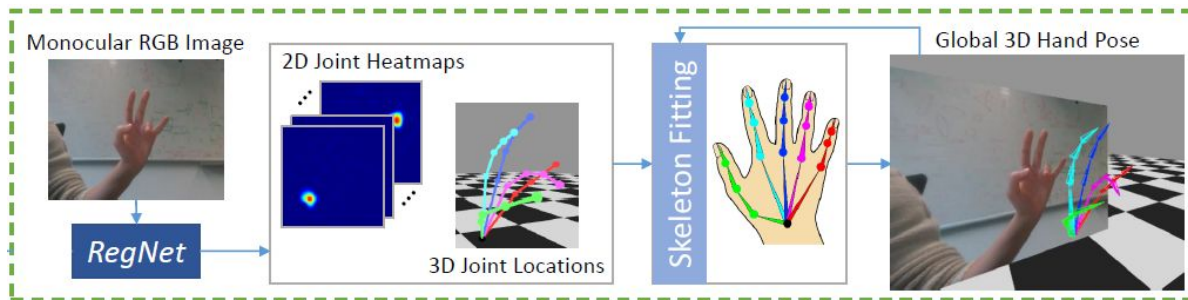 Monocular RGB Image
RegNet
2D Joint Heatmaps
3D Joint Locations
Skeleton Fitting
Global 3D Hand Pose